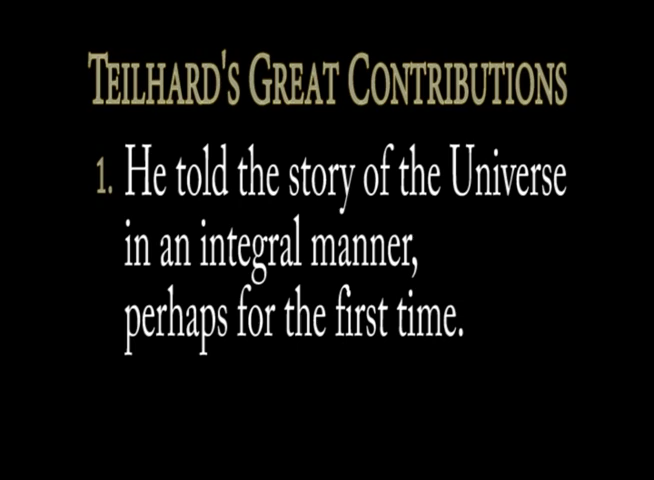 TEILHARD'S GREAT CONTRIBUTIONS
1. He told the story of the Universe
in an integral manner,
perhaps for the first time.